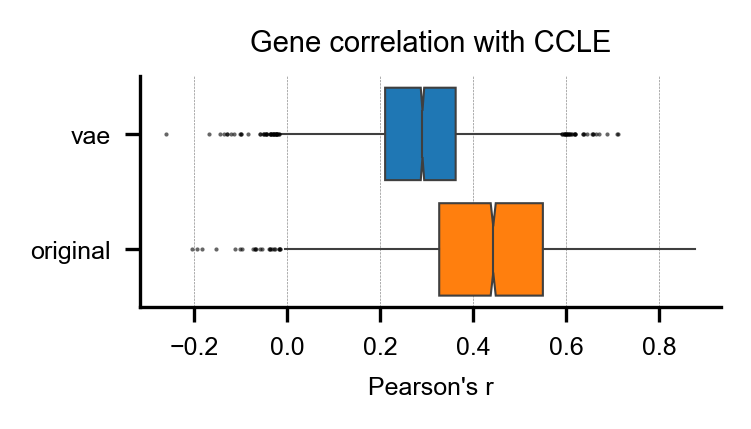 Gene correlation with CCLE
vae
original
−0.2 0.0 0.2 0.4 0.6 0.8
Pearson's r